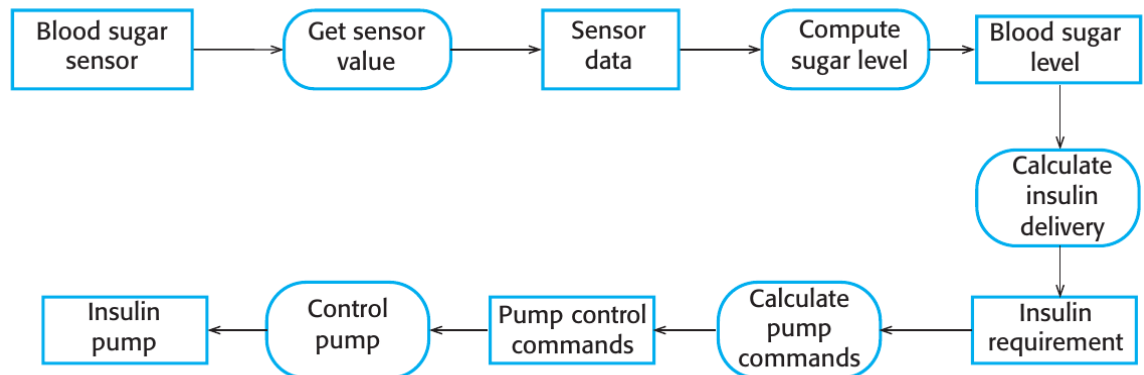 Blood sugar
sensor
Get sensor
value
Sensor
data
Compute
sugar level
Blood sugar
level
Calculate
insulin
delivery
Insulin
requirement
Calculate
pump
commands
Pump control
commands
Control
pump
Insulin
pump